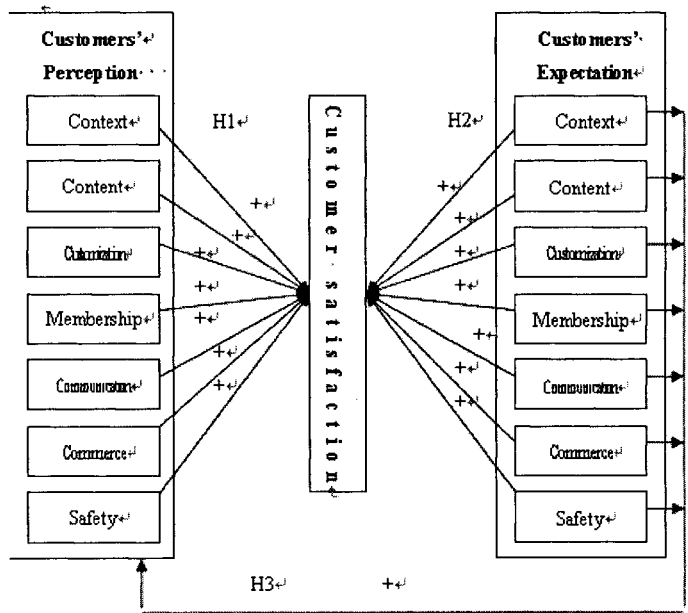 Customers’
Perception
Context
Content
Customization
Membership
Communication
Commerce
Safety
H1
+
+
+
+
+
+
+
Customer satisfaction
H2
+
+
+
+
+
+
+
Customers’
Expectation
Context
Content
Customization
Membership
Communication
Commerce
Safety
H3
+